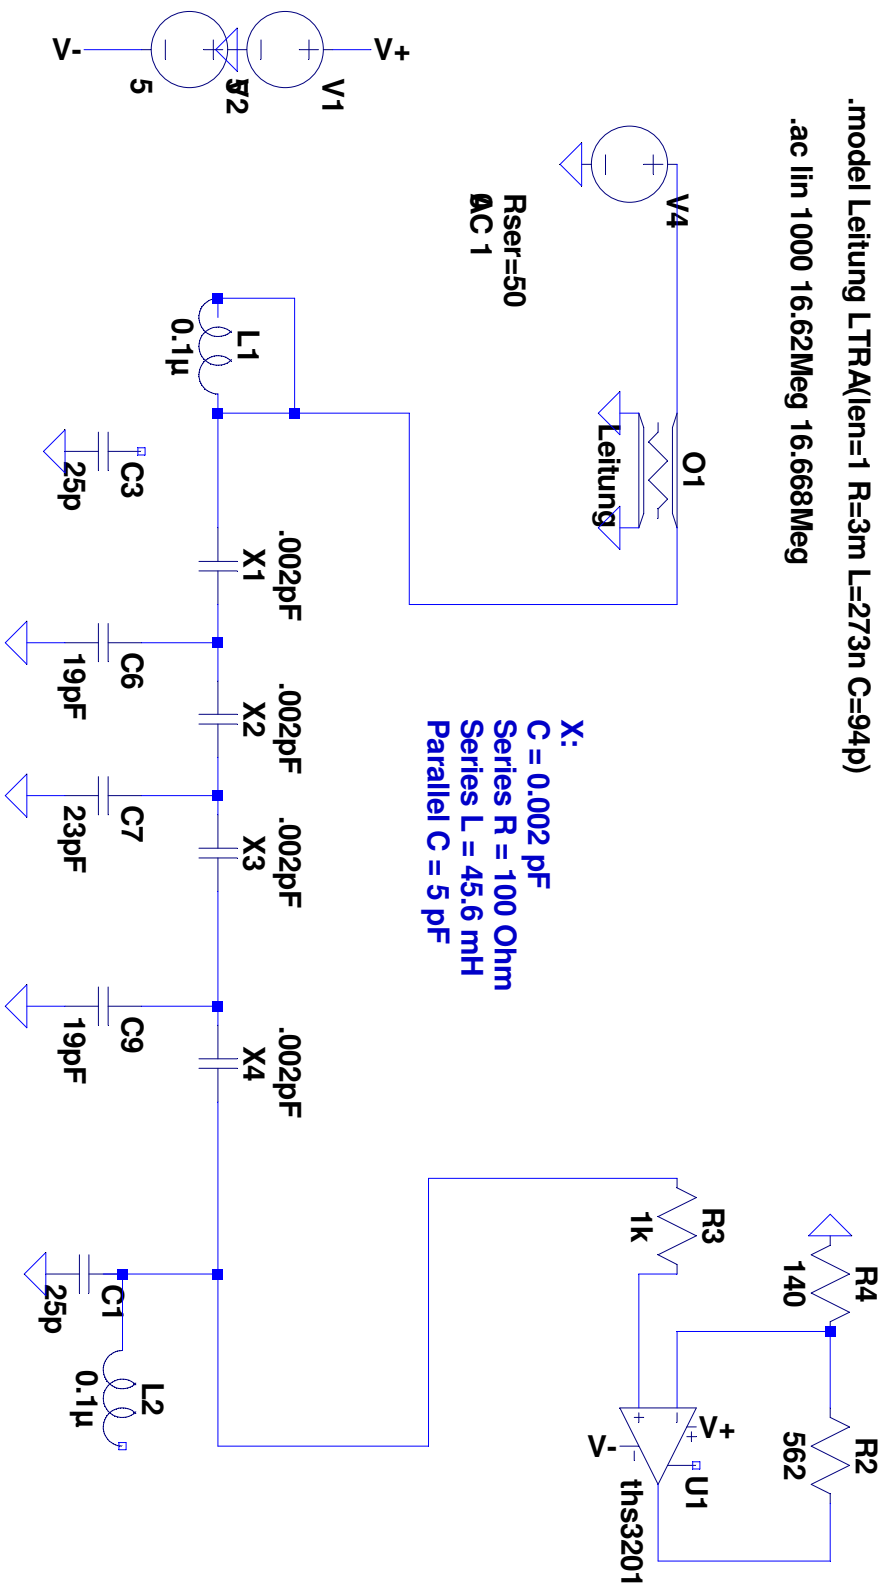 .model Leitung LTRA(len=1 R=3m L=273n C=94p)
.ac lin 1000 16.62Meg 16.668Meg
R4
140
R2
562
V4
Rser=50
AC 1
O1
Leitung
R3
1k
V+
V-
U1
ths3201
X:
C = 0.002 pF
Series R = 100 Ohm
Series L = 45.6 mH
Parallel C = 5 pF
V+
V1
V2
5
V-
L1
0.1µ
.002pF
X1
.002pF
X2
.002pF
X3
.002pF
X4
C3
25p
C6
19pF
C7
23pF
C9
19pF
C1
25p
L2
0.1µ